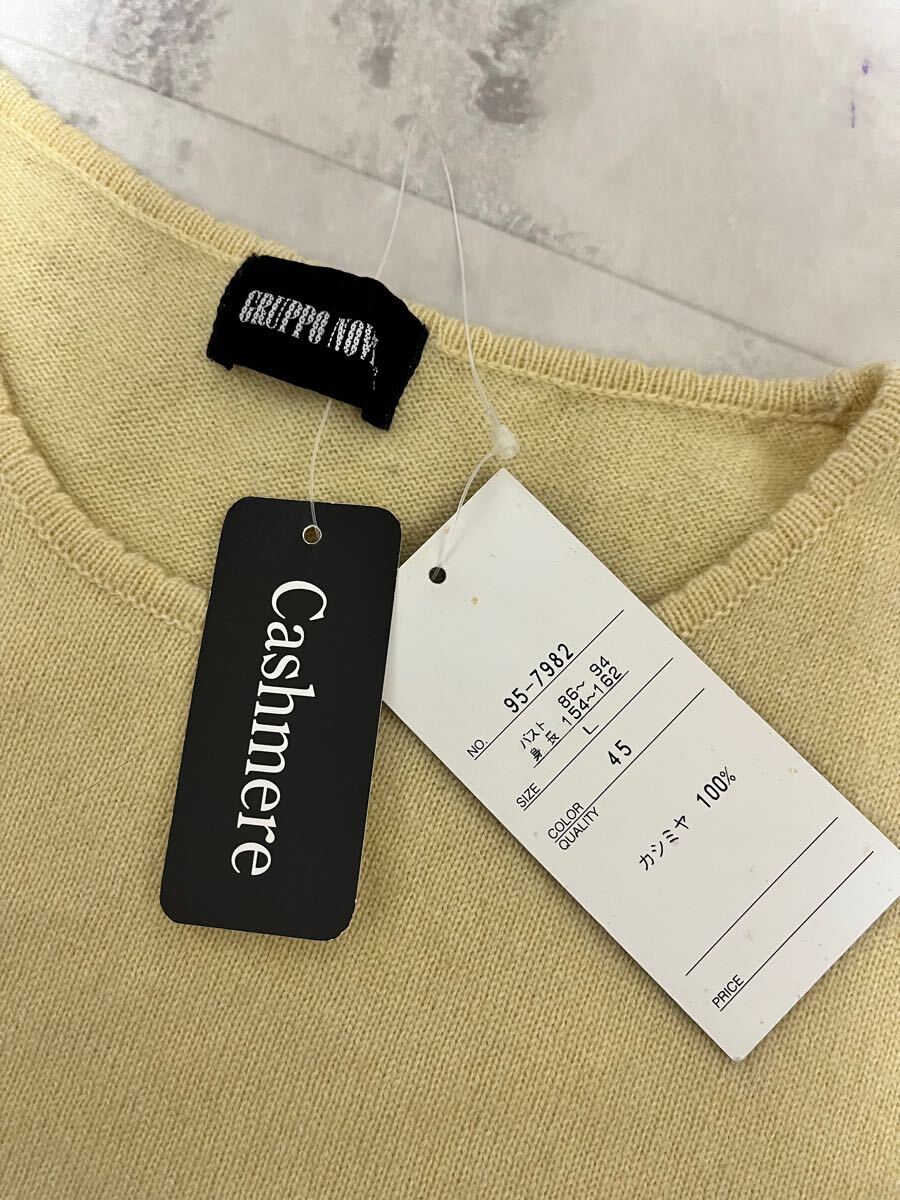 GRUPPO
Cashmere
NO. 95-7982
バスト 86~ 94
身長 154~162
SIZE L
COLOR 45
QUALITY
カシミヤ 100%
PRICE